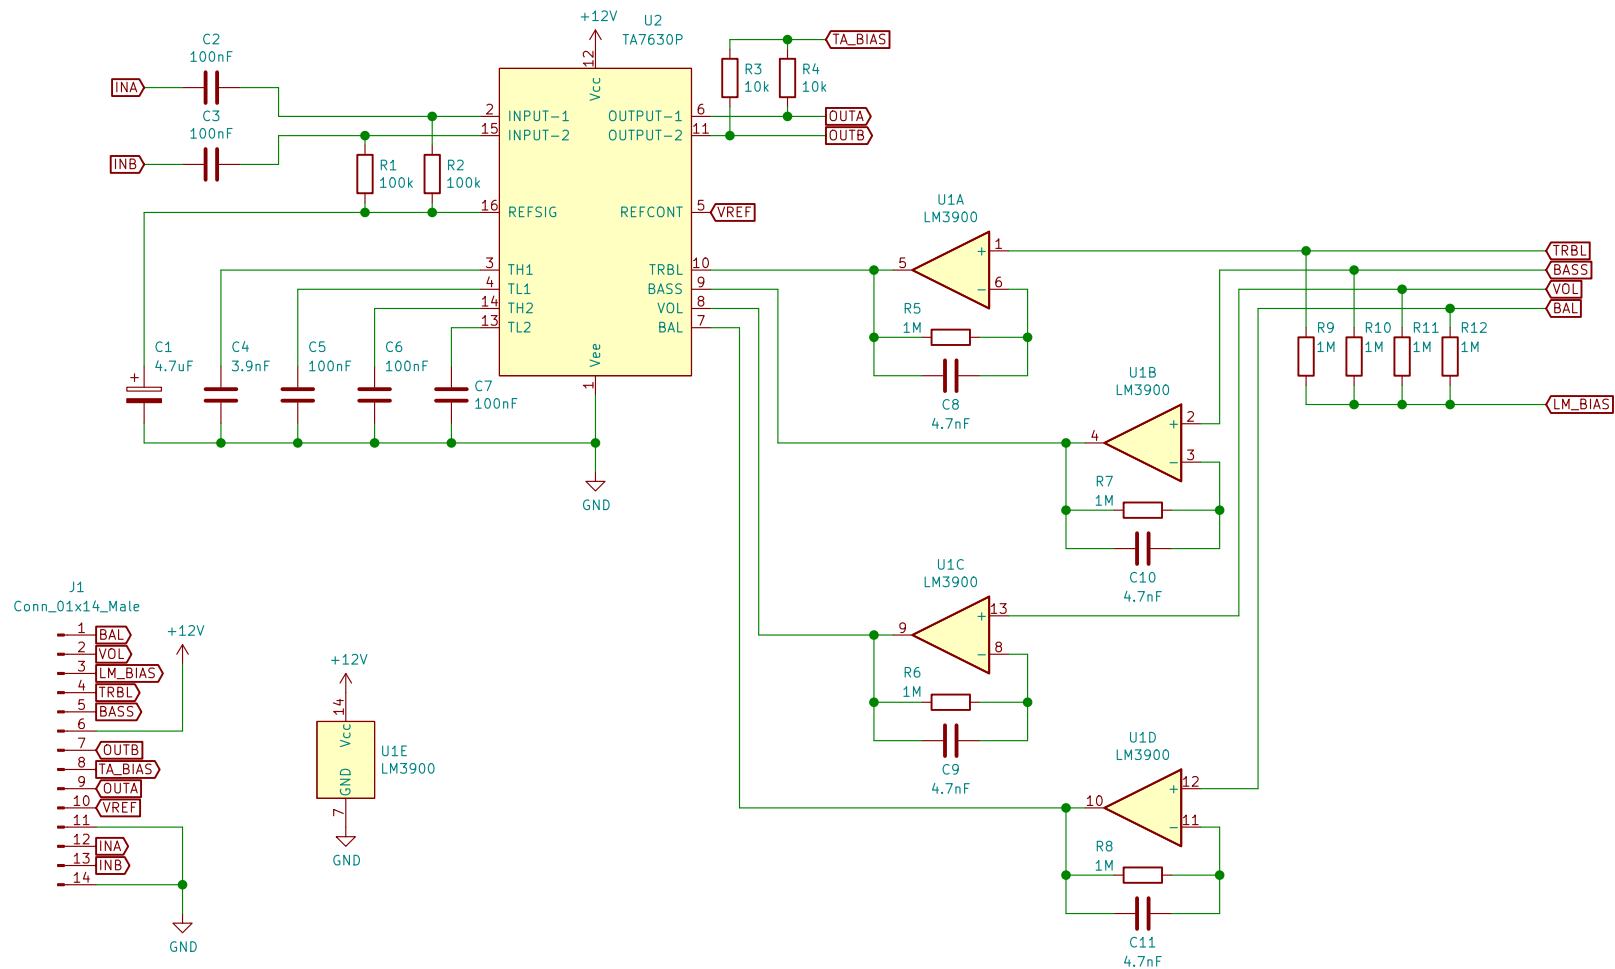 +12V
U2
TA7630P
C2
100nF
INA
C3
100nF
INB
R1
100k
R2
100k
12
Vcc
2 INPUT-1
15 INPUT-2
16 REFSIG
3 TH1
4 TL1
14 TH2
13 TL2
OUTPUT-1 6
OUTPUT-2 11
REFCONT 5
TRBL 10
BASS 9
VOL 8
BAL 7
Vee
1
GND
R3
10k
R4
10k
TA_BIAS
OUTA
OUTB
VREF
C1
4.7uF
+
C4
3.9nF
C5
100nF
C6
100nF
C7
100nF
U1A
LM3900
5
+ 1
− 6
R5
1M
C8
4.7nF
U1B
LM3900
4
+ 2
− 3
R7
1M
C10
4.7nF
TRBL
BASS
VOL
BAL
R9
1M
R10
1M
R11
1M
R12
1M
LM_BIAS
U1C
LM3900
9
+ 13
− 8
R6
1M
C9
4.7nF
U1D
LM3900
10
+ 12
− 11
R8
1M
C11
4.7nF
J1
Conn_01x14_Male
1 BAL
2 VOL
3 LM_BIAS
4 TRBL
5 BASS
6
7 OUTB
8 TA_BIAS
9 OUTA
10 VREF
11
12 INA
13 INB
14
+12V
GND
+12V
14
Vcc
U1E
LM3900
GND
7
GND